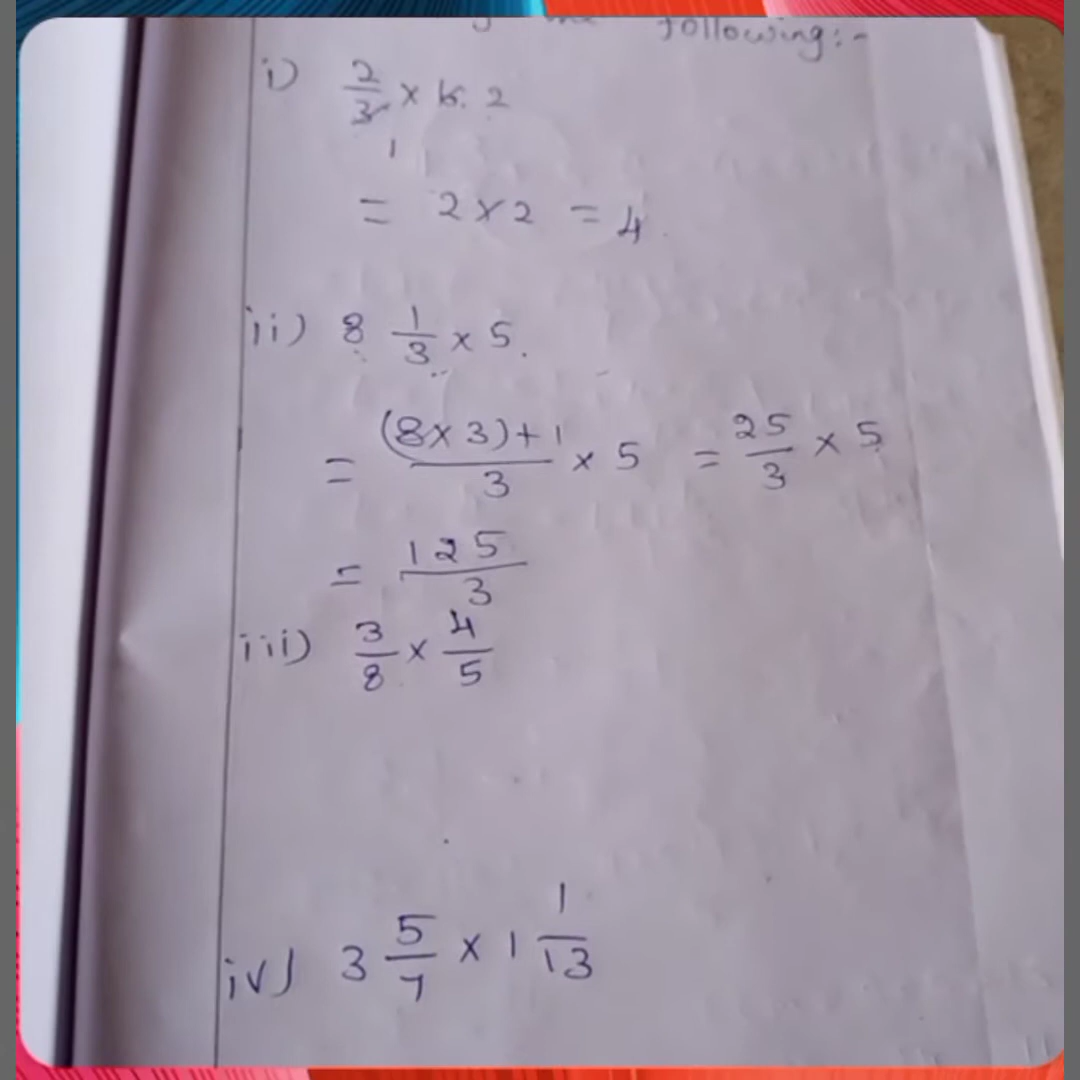 following:-
i) 2/3 × 6 2
1
= 2 × 2 = 4
ii) 8 1/3 × 5.
= (8 × 3) + 1/3 × 5 = 25/3 × 5
= 125/3
iii) 3/8 × 4/5
iv) 3 5/7 × 1 1/13